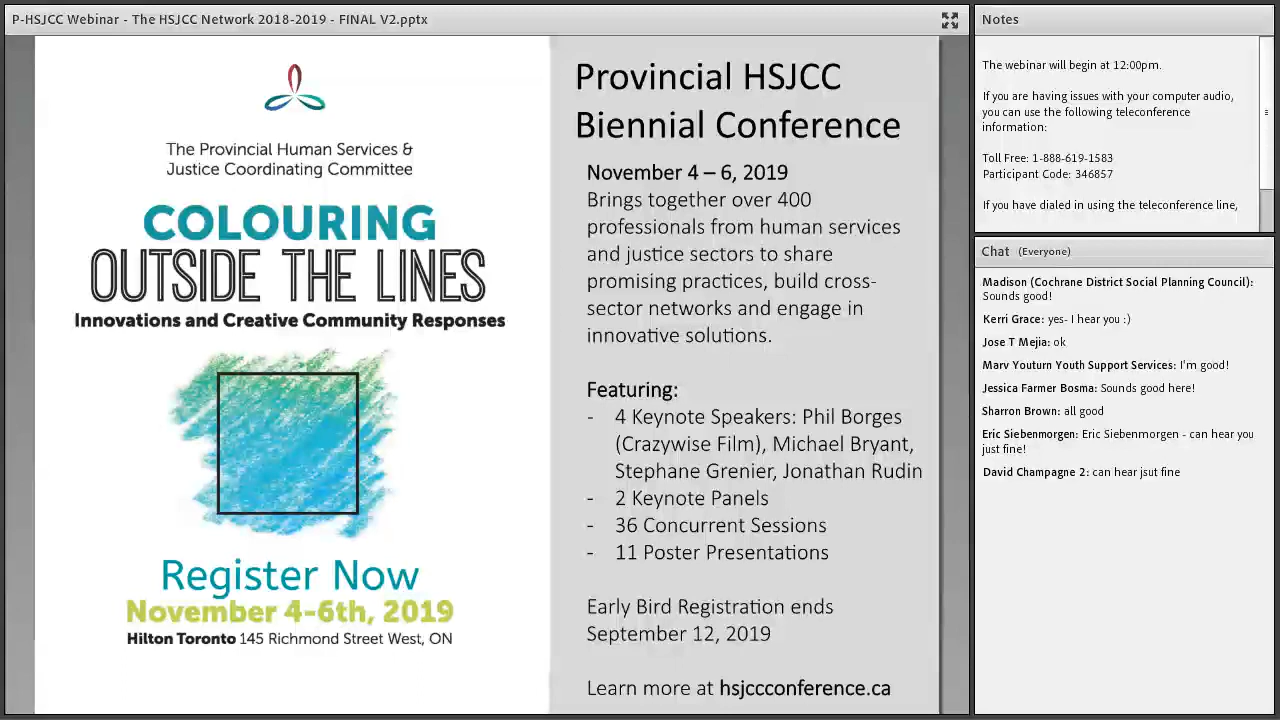 P-HSJCC Webinar - The HSJCC Network 2018-2019 - FINAL V2.pptx
The Provincial Human Services &
Justice Coordinating Committee
COLOURING
OUTSIDE THE LINES
Innovations and Creative Community Responses
Register Now
November 4-6th, 2019
Hilton Toronto 145 Richmond Street West, ON
Provincial HSJCC
Biennial Conference
November 4 – 6, 2019
Brings together over 400
professionals from human services
and justice sectors to share
promising practices, build cross-
sector networks and engage in
innovative solutions.
Featuring:
- 4 Keynote Speakers: Phil Borges
(Crazywise Film), Michael Bryant,
Stephane Grenier, Jonathan Rudin
- 2 Keynote Panels
- 36 Concurrent Sessions
- 11 Poster Presentations
Early Bird Registration ends
September 12, 2019
Learn more at hsjccconference.ca
Notes
The webinar will begin at 12:00pm.
If you are having issues with your computer audio,
you can use the following teleconference
information:
Toll Free: 1-888-619-1583
Participant Code: 346857
If you have dialed in using the teleconference line,
Chat (Everyone)
Madison (Cochrane District Social Planning Council):
Sounds good!
Kerri Grace: yes- I hear you :)
Jose T Mejia: ok
Marv Youturn Youth Support Services: I'm good!
Jessica Farmer Bosma: Sounds good here!
Sharron Brown: all good
Eric Siebenmorgen: Eric Siebenmorgen - can hear you
just fine!
David Champagne 2: can hear jsut fine